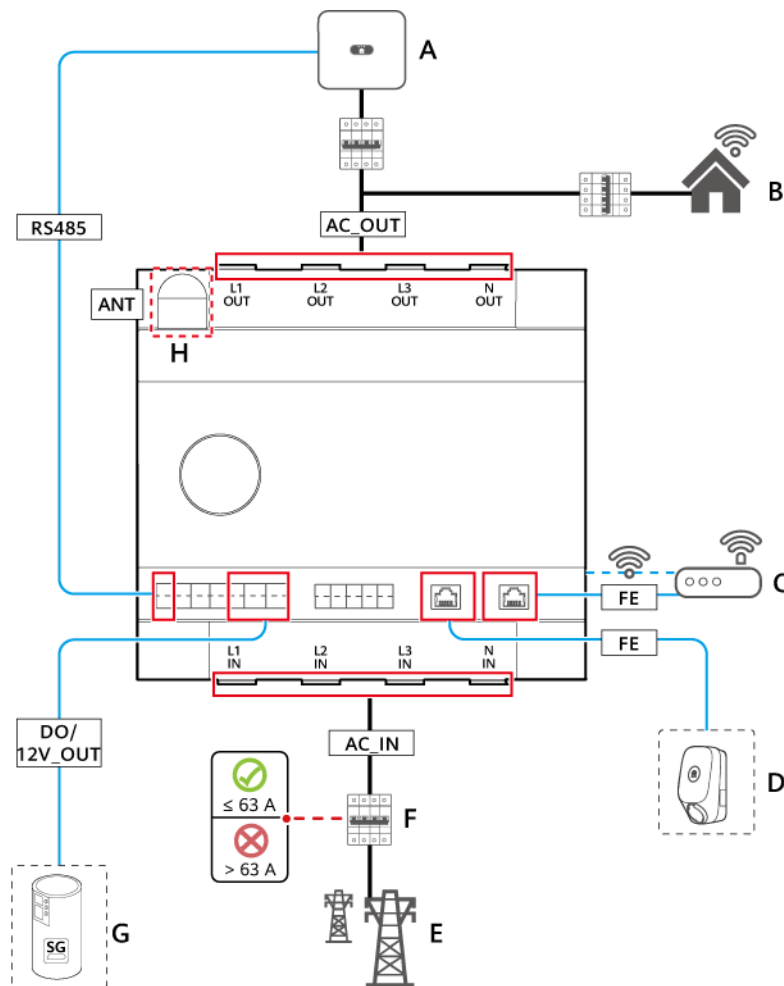 A
B
RS485
AC_OUT
L1
OUT
L2
OUT
L3
OUT
N
OUT
ANT
H
C
FE
FE
L1
IN
L2
IN
L3
IN
N
IN
DO/
12V_OUT
AC_IN
D
≤ 63 A
F
> 63 A
SG
G
E